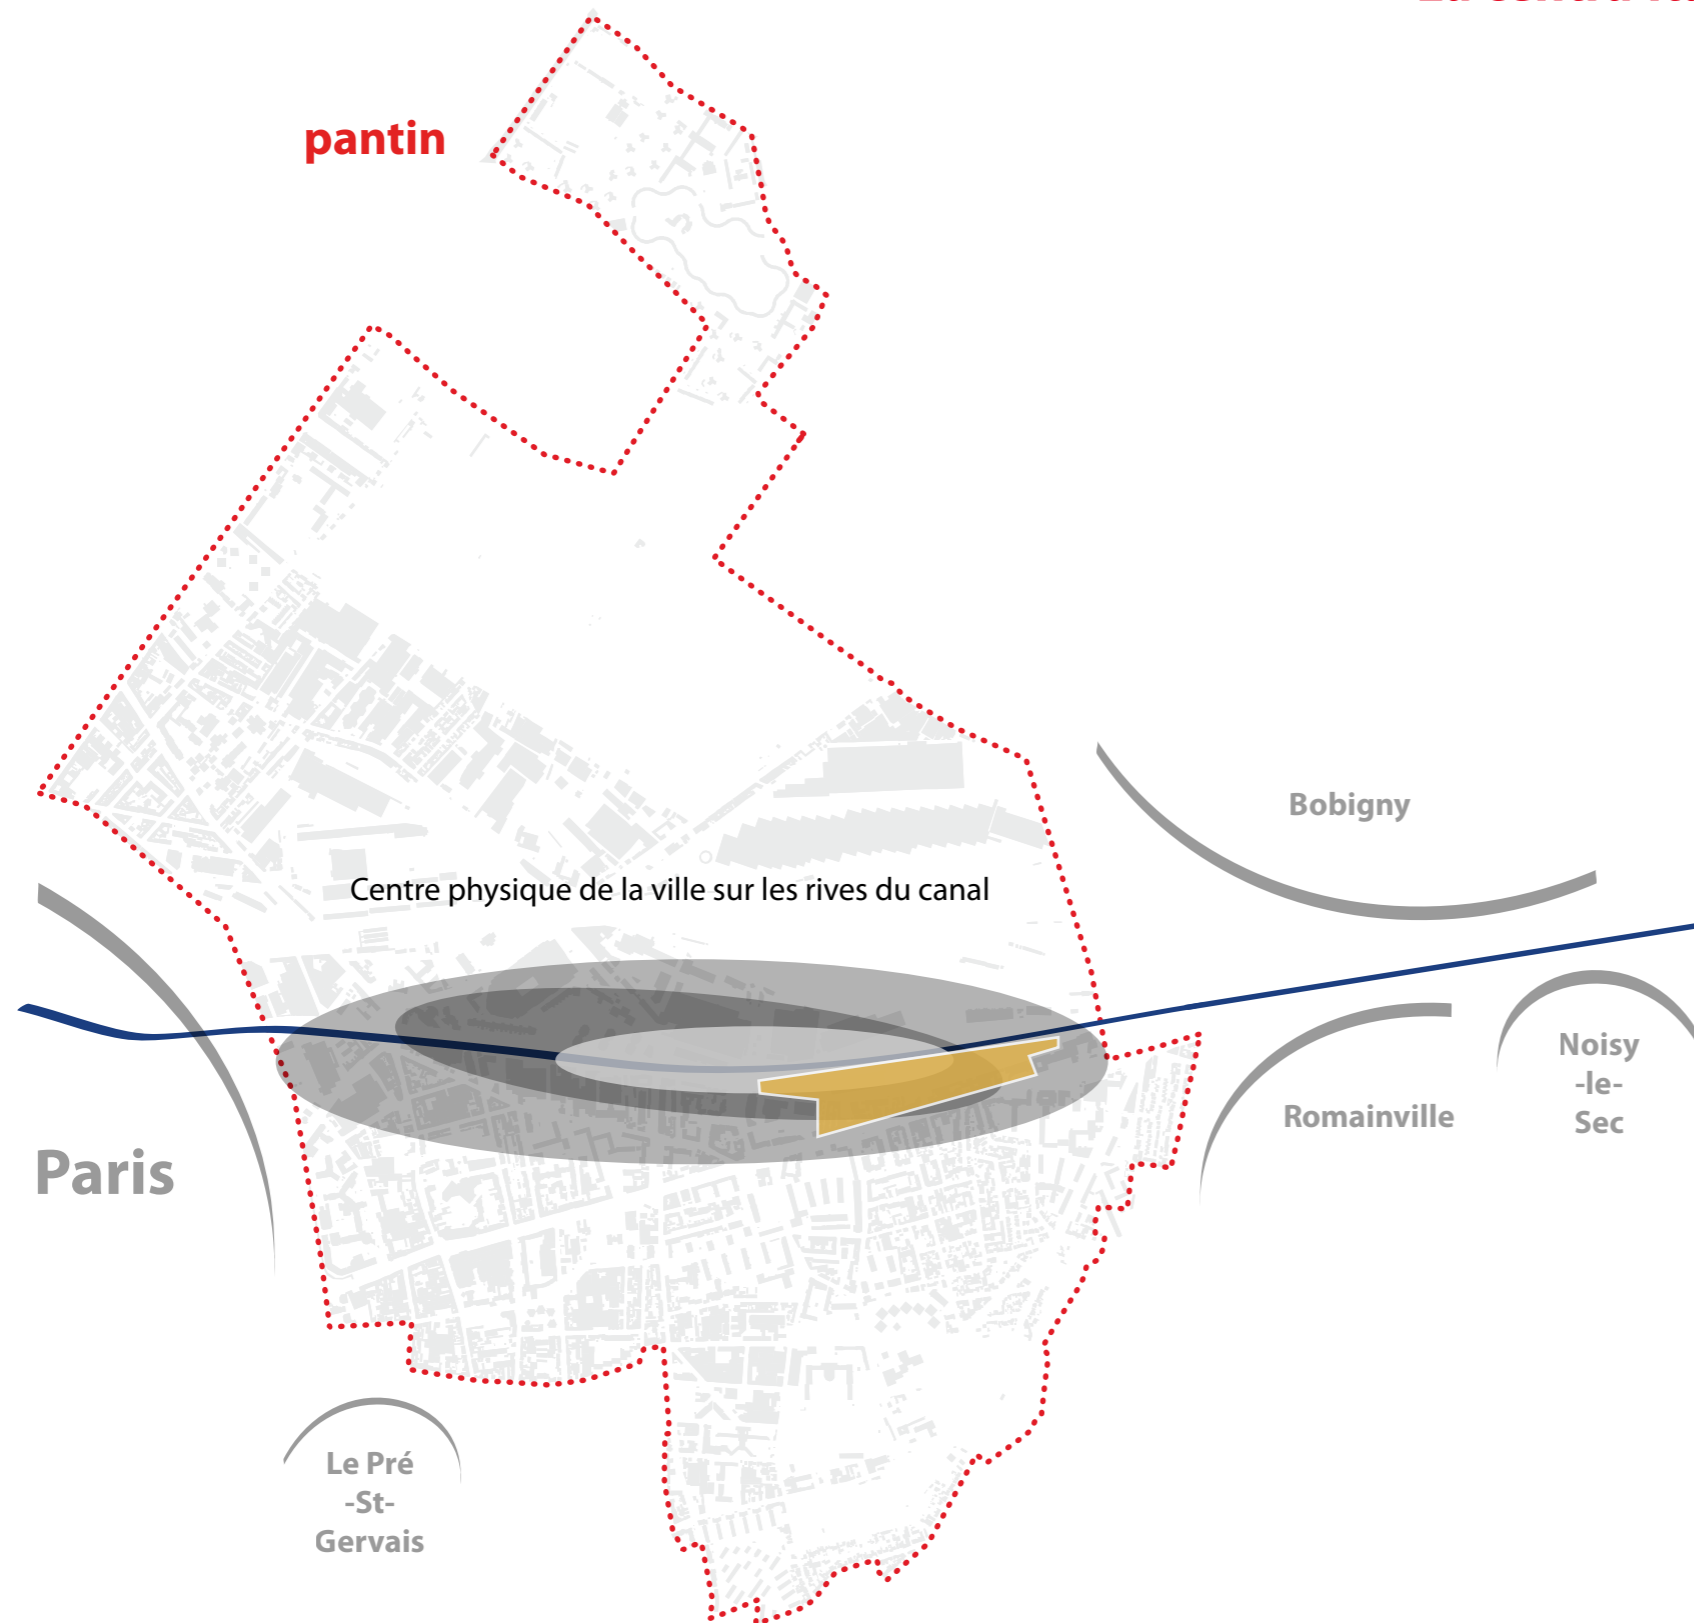 pantin
Bobigny
Centre physique de la ville sur les rives du canal
Noisy
-le-
Sec
Romainville
Paris
Le Pré
-St-
Gervais